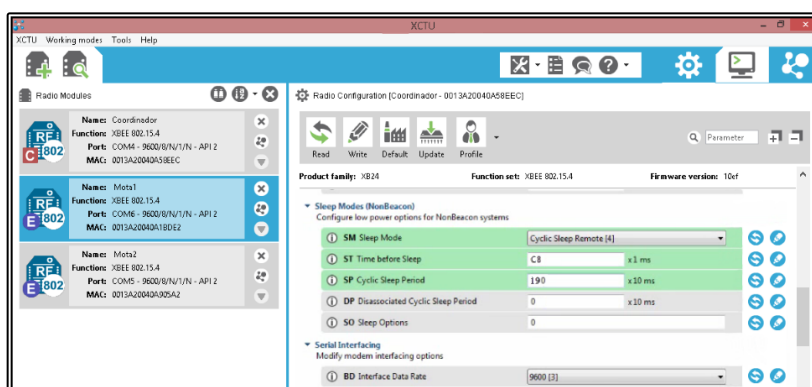 XCTU
XCTU Working modes Tools Help
Radio Modules
Name: Coordinador
Function: XBEE 802.15.4
Port: COM4 - 9600/8/N/1/N - API 2
MAC: 0013A20040A58EEC
RF
C 802
Name: Mota1
Function: XBEE 802.15.4
Port: COM6 - 9600/8/N/1/N - API 2
MAC: 0013A20040A1BDE2
RF
E 802
Name: Mota2
Function: XBEE 802.15.4
Port: COM5 - 9600/8/N/1/N - API 2
MAC: 0013A20040A905A2
RF
E 802
Radio Configuration [Coordinador - 0013A20040A58EEC]
Read Write Default Update Profile
Parameter
Product family: XB24 Function set: XBEE 802.15.4 Firmware version: 10ef
Sleep Modes (NonBeacon)
Configure low power options for NonBeacon systems
SM Sleep Mode Cyclic Sleep Remote [4]
ST Time before Sleep C8 x 1 ms
SP Cyclic Sleep Period 190 x 10 ms
DP Disassociated Cyclic Sleep Period 0 x 10 ms
SO Sleep Options 0
Serial Interfacing
Modify modem interfacing options
BD Interface Data Rate 9600 [3]